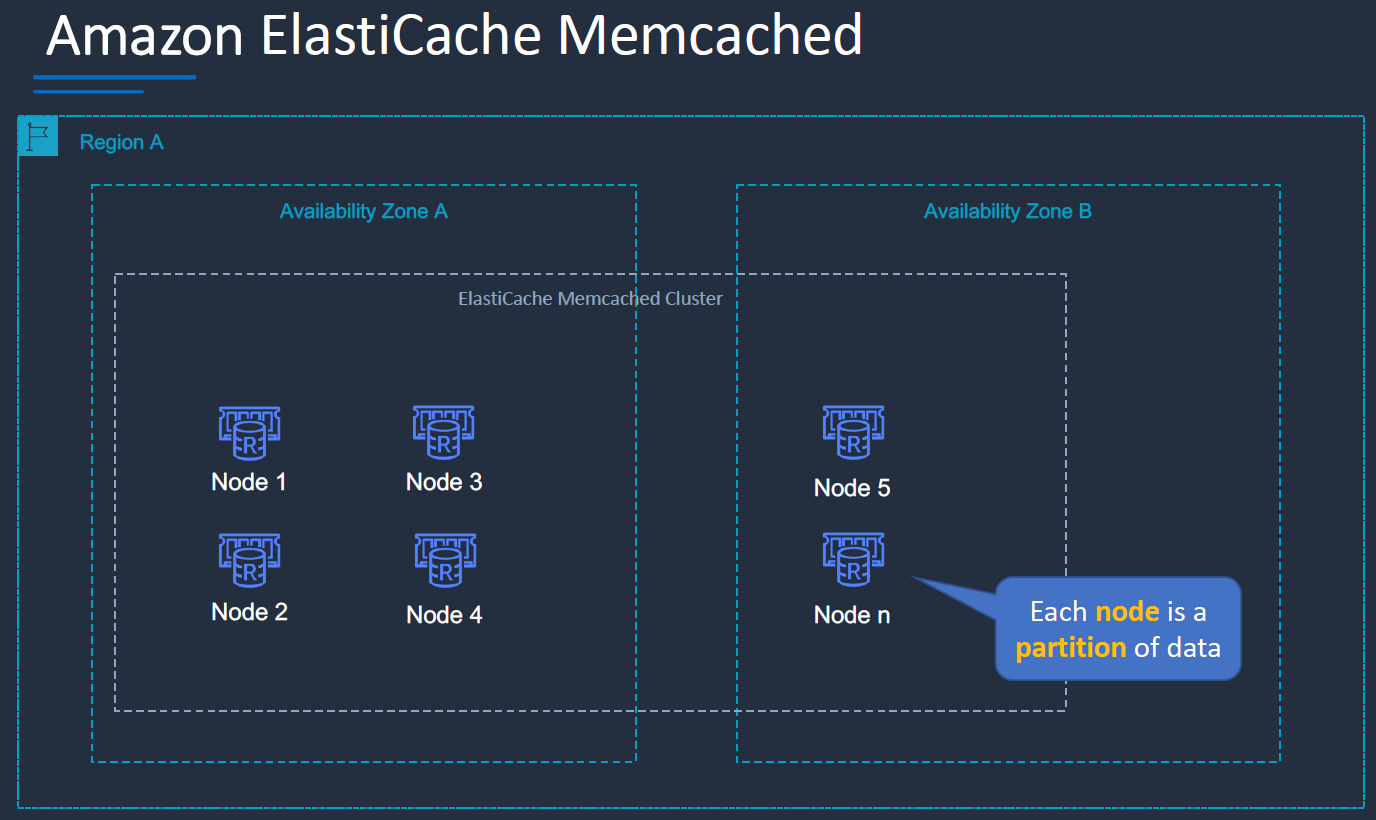 Amazon ElastiCache Memcached
Region A
Availability Zone A
Availability Zone B
ElastiCache Memcached Cluster
R
R
R
Node 1
Node 3
Node 5
R
R
R
Node 2
Node 4
Node n
Each node is a
partition of data